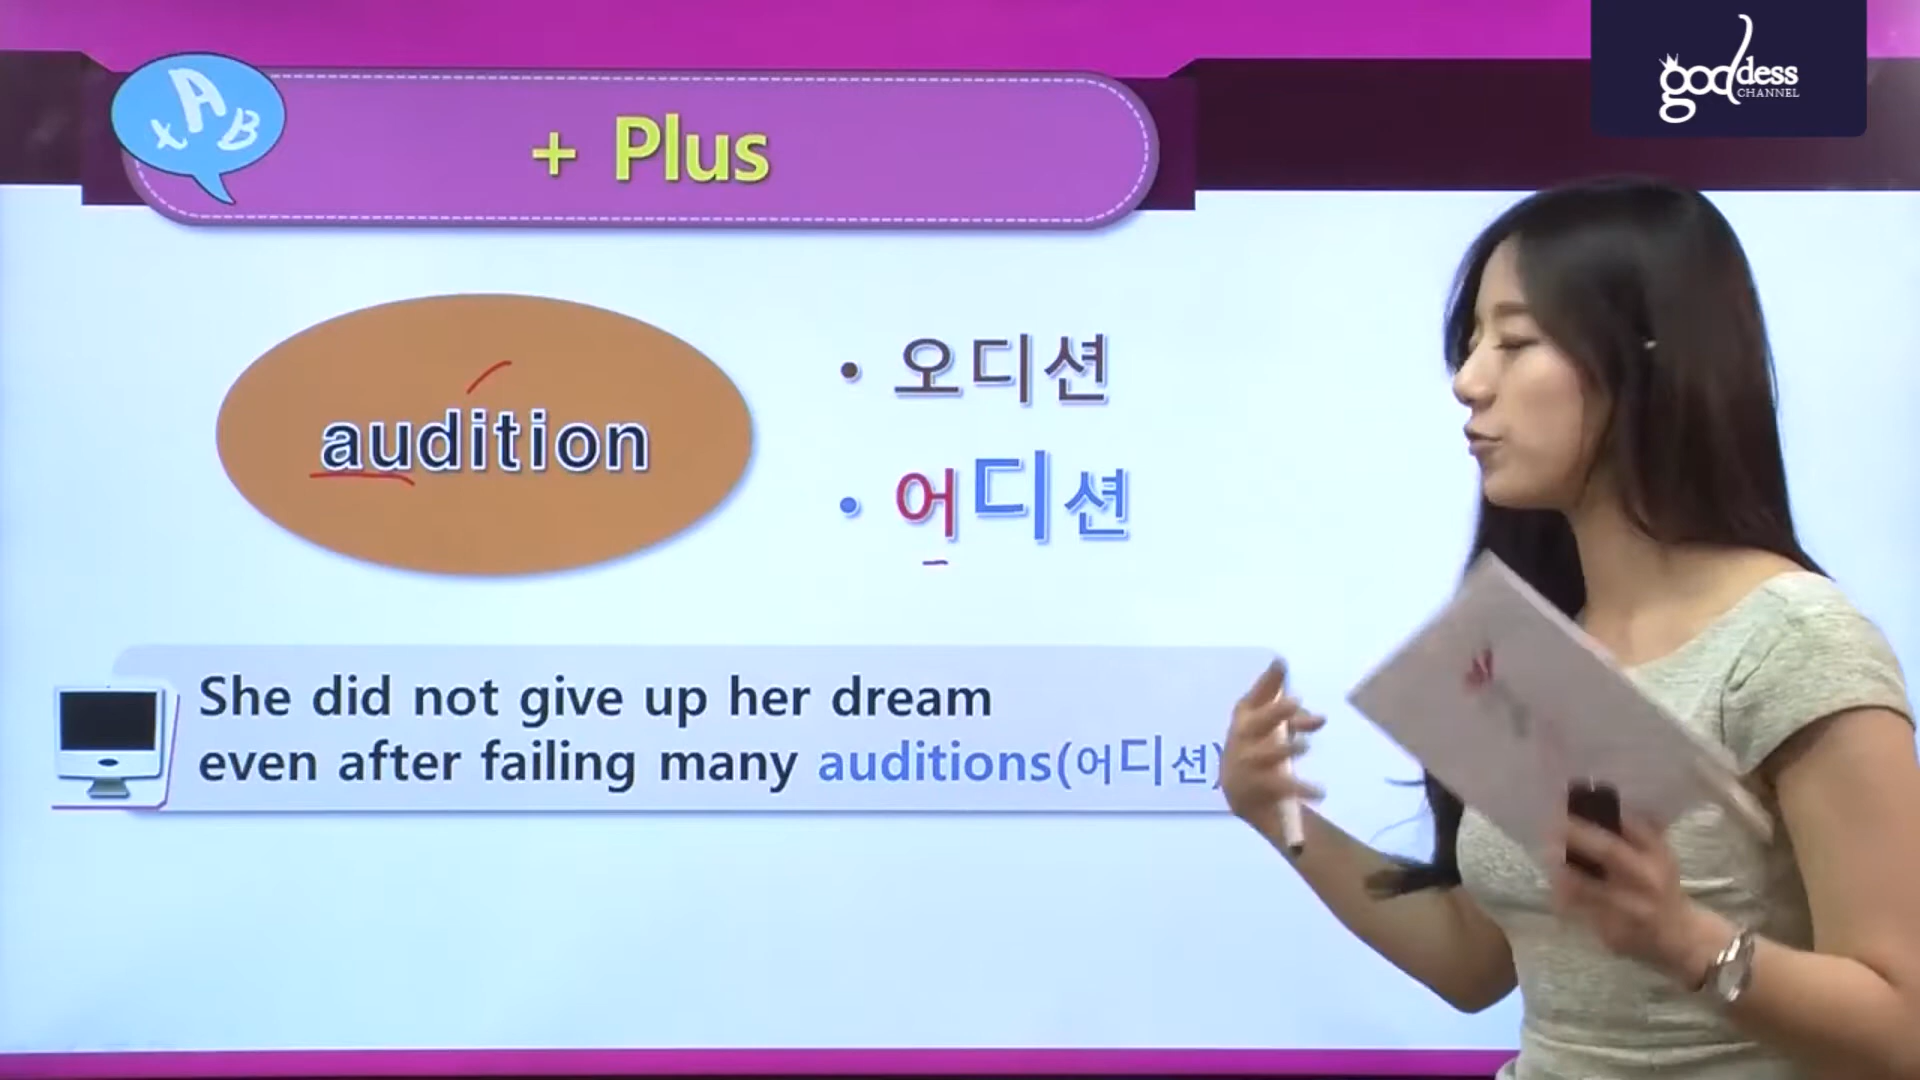 goddess
CHANNEL
A
B
+ Plus
audition
• 오디션
• 어디션
She did not give up her dream
even after failing many auditions(어디션)